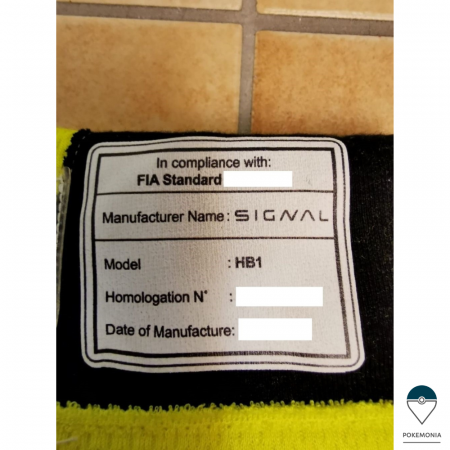 In compliance with:
FIA Standard
Manufacturer Name: SIGNAL
Model : HB1
Homologation N° :
Date of Manufacture:
POKEMONIA